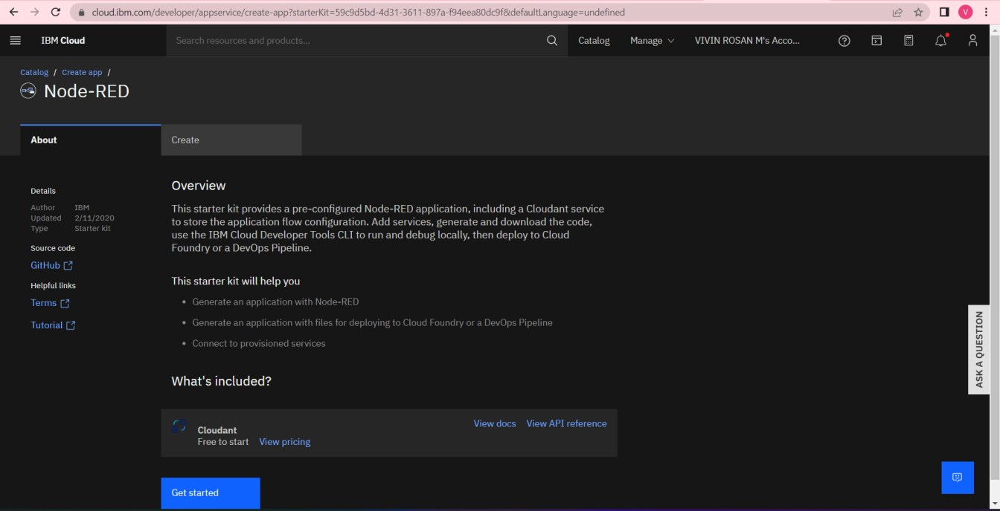 cloud.ibm.com/developer/appservice/create-app?starterKit=59c9d5bd-4d31-3611-897a-f94eea80dc9f&defaultLanguage=undefined
V
IBM Cloud
Search resources and products...
Catalog
Manage
VIVIN ROSAN M's Acco...
Catalog / Create app /
Node-RED
About
Create
Details
Author IBM
Updated 2/11/2020
Type Starter kit
Source code
GitHub
Helpful links
Terms
Tutorial
Overview
This starter kit provides a pre-configured Node-RED application, including a Cloudant service
to store the application flow configuration. Add services, generate and download the code,
use the IBM Cloud Developer Tools CLI to run and debug locally, then deploy to Cloud
Foundry or a DevOps Pipeline.
This starter kit will help you
• Generate an application with Node-RED
• Generate an application with files for deploying to Cloud Foundry or a DevOps Pipeline
• Connect to provisioned services
What's included?
Cloudant
Free to start View pricing
View docs View API reference
Get started
ASK A QUESTION